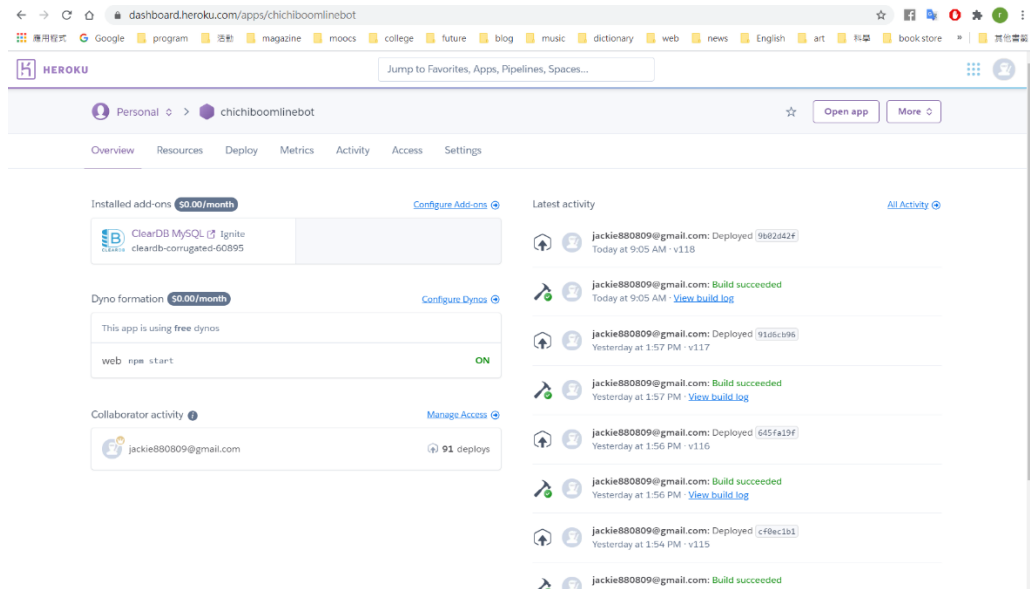 dashboard.heroku.com/apps/chichiboomlinebot
應用程式 Google program 活動 magazine moocs college future blog music dictionary web news English art 科學 book store » 其他書籤
HEROKU
Jump to Favorites, Apps, Pipelines, Spaces...
Personal > chichiboomlinebot
Open app
More
Overview Resources Deploy Metrics Activity Access Settings
Installed add-ons $0.00/month
Configure Add-ons
ClearDB MySQL Ignite
cleardb-corrugated-60895
Dyno formation $0.00/month
Configure Dynos
This app is using free dynos
web npm start ON
Collaborator activity
Manage Access
jackie880809@gmail.com 91 deploys
Latest activity
All Activity
jackie880809@gmail.com: Deployed 9b02d42f
Today at 9:05 AM · v118
jackie880809@gmail.com: Build succeeded
Today at 9:05 AM · View build log
jackie880809@gmail.com: Deployed 91d6cb96
Yesterday at 1:57 PM · v117
jackie880809@gmail.com: Build succeeded
Yesterday at 1:57 PM · View build log
jackie880809@gmail.com: Deployed 645fa19f
Yesterday at 1:56 PM · v116
jackie880809@gmail.com: Build succeeded
Yesterday at 1:56 PM · View build log
jackie880809@gmail.com: Deployed cf0ec1b1
Yesterday at 1:54 PM · v115
jackie880809@gmail.com: Build succeeded